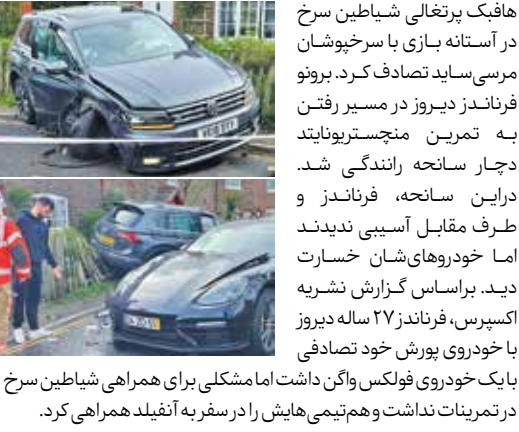 هافبک پرتغالی شیاطین سرخ
در آستانه بازی با سرخپوشان
مرسی‌ساید تصادف کرد. برونو
فرناندز دیروز در مسیر رفتن
به تمرین منچستریونایتد
دچار سانحه رانندگی شد.
دراین سانحه، فرناندز و
طرف مقابل آسیبی ندیدند
اما خودروهای‌شان خسارت
دید. براساس گزارش نشریه
اکسپرس، فرناندز ۲۷ ساله دیروز
با خودروی پورش خود تصادفی
با یک خودروی فولکس واگن داشت اما مشکلی برای همراهی شیاطین سرخ
در تمرینات نداشت و هم‌تیمی‌هایش را در سفر به آنفیلد همراهی کرد.